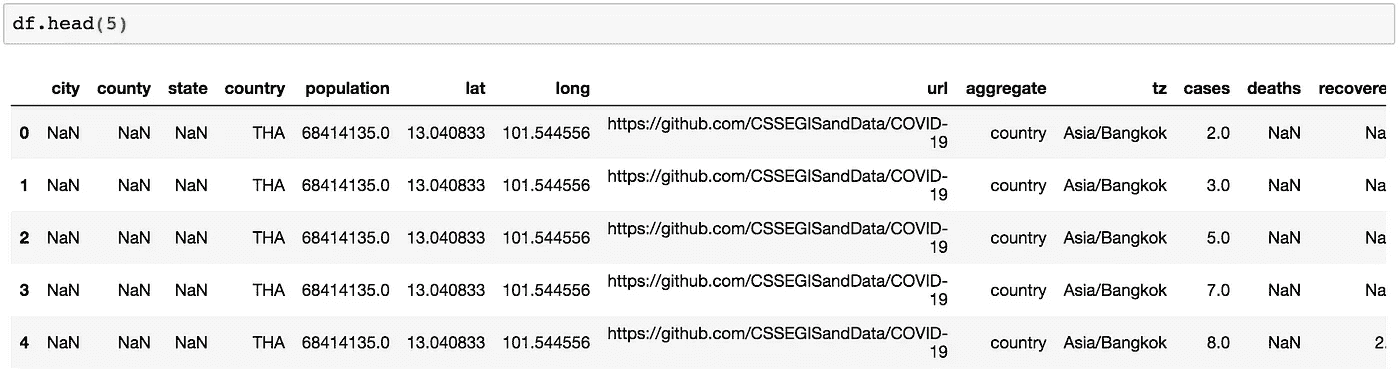 df.head(5)
city county state country population lat long url aggregate tz cases deaths recovere
0 NaN NaN NaN THA 68414135.0 13.040833 101.544556 https://github.com/CSSEGISandData/COVID-
19 country Asia/Bangkok 2.0 NaN Na
1 NaN NaN NaN THA 68414135.0 13.040833 101.544556 https://github.com/CSSEGISandData/COVID-
19 country Asia/Bangkok 3.0 NaN Na
2 NaN NaN NaN THA 68414135.0 13.040833 101.544556 https://github.com/CSSEGISandData/COVID-
19 country Asia/Bangkok 5.0 NaN Na
3 NaN NaN NaN THA 68414135.0 13.040833 101.544556 https://github.com/CSSEGISandData/COVID-
19 country Asia/Bangkok 7.0 NaN Na
4 NaN NaN NaN THA 68414135.0 13.040833 101.544556 https://github.com/CSSEGISandData/COVID-
19 country Asia/Bangkok 8.0 NaN 2.